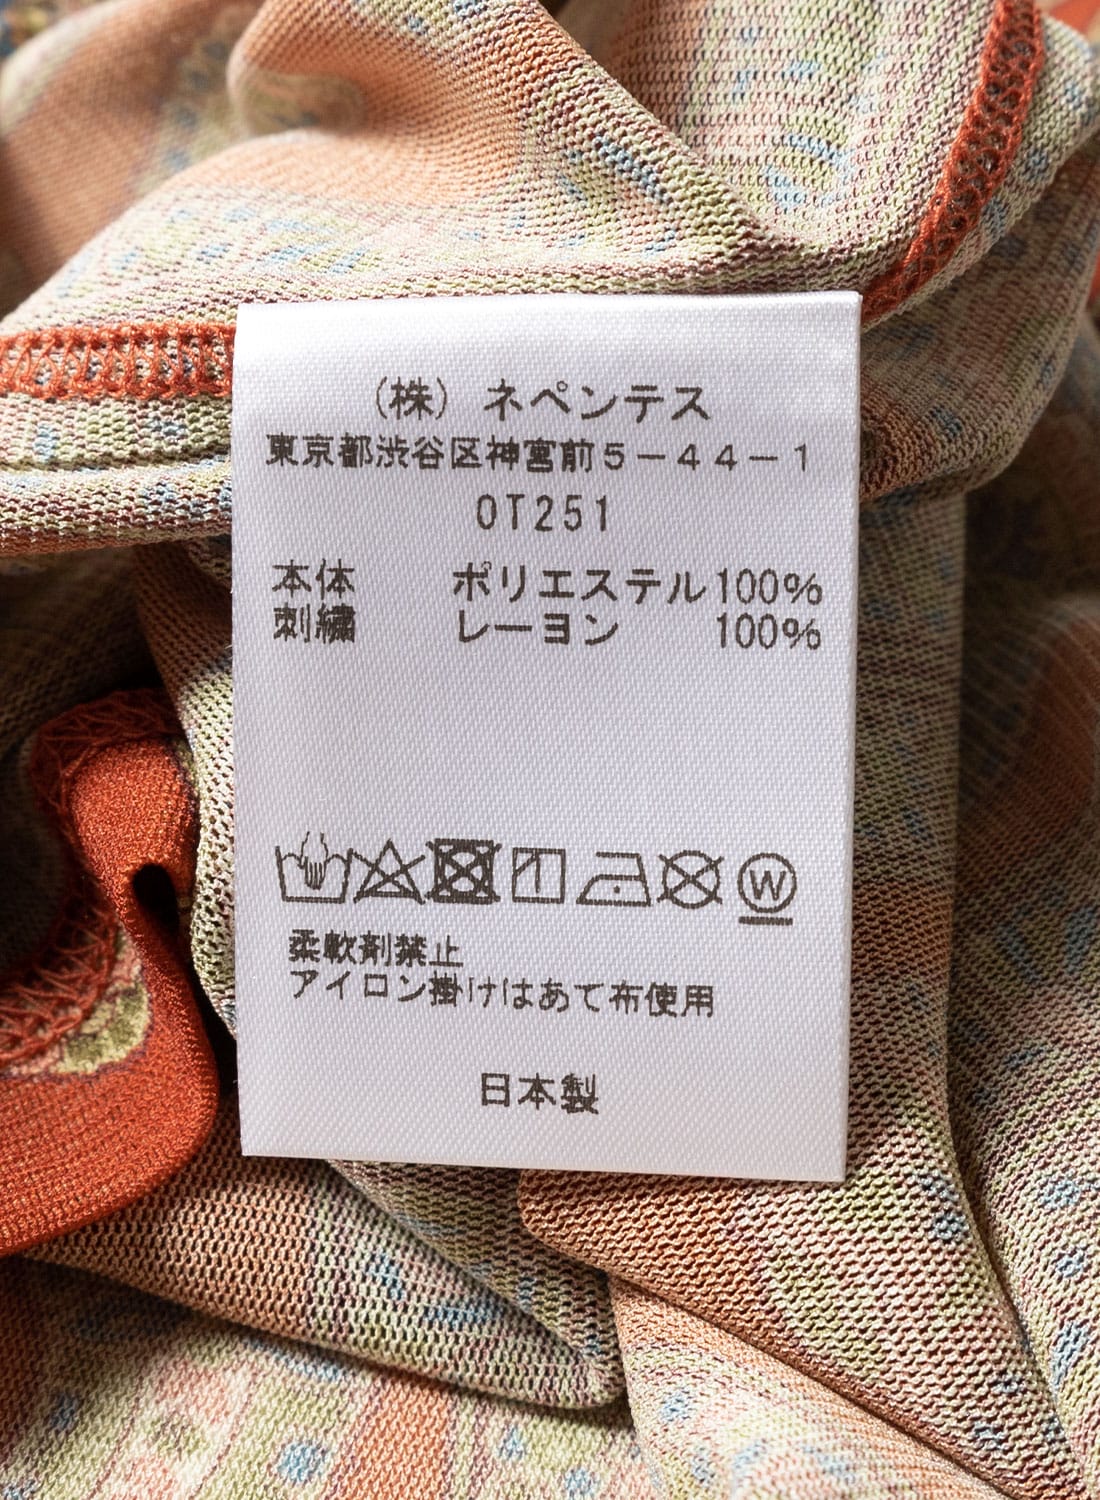 (株) ネペンテス
東京都渋谷区神宮前5-44-1
OT251
本体 ポリエステル100%
刺繍 レーヨン 100%
W
柔軟剤禁止
アイロン掛けはあて布使用
日本製